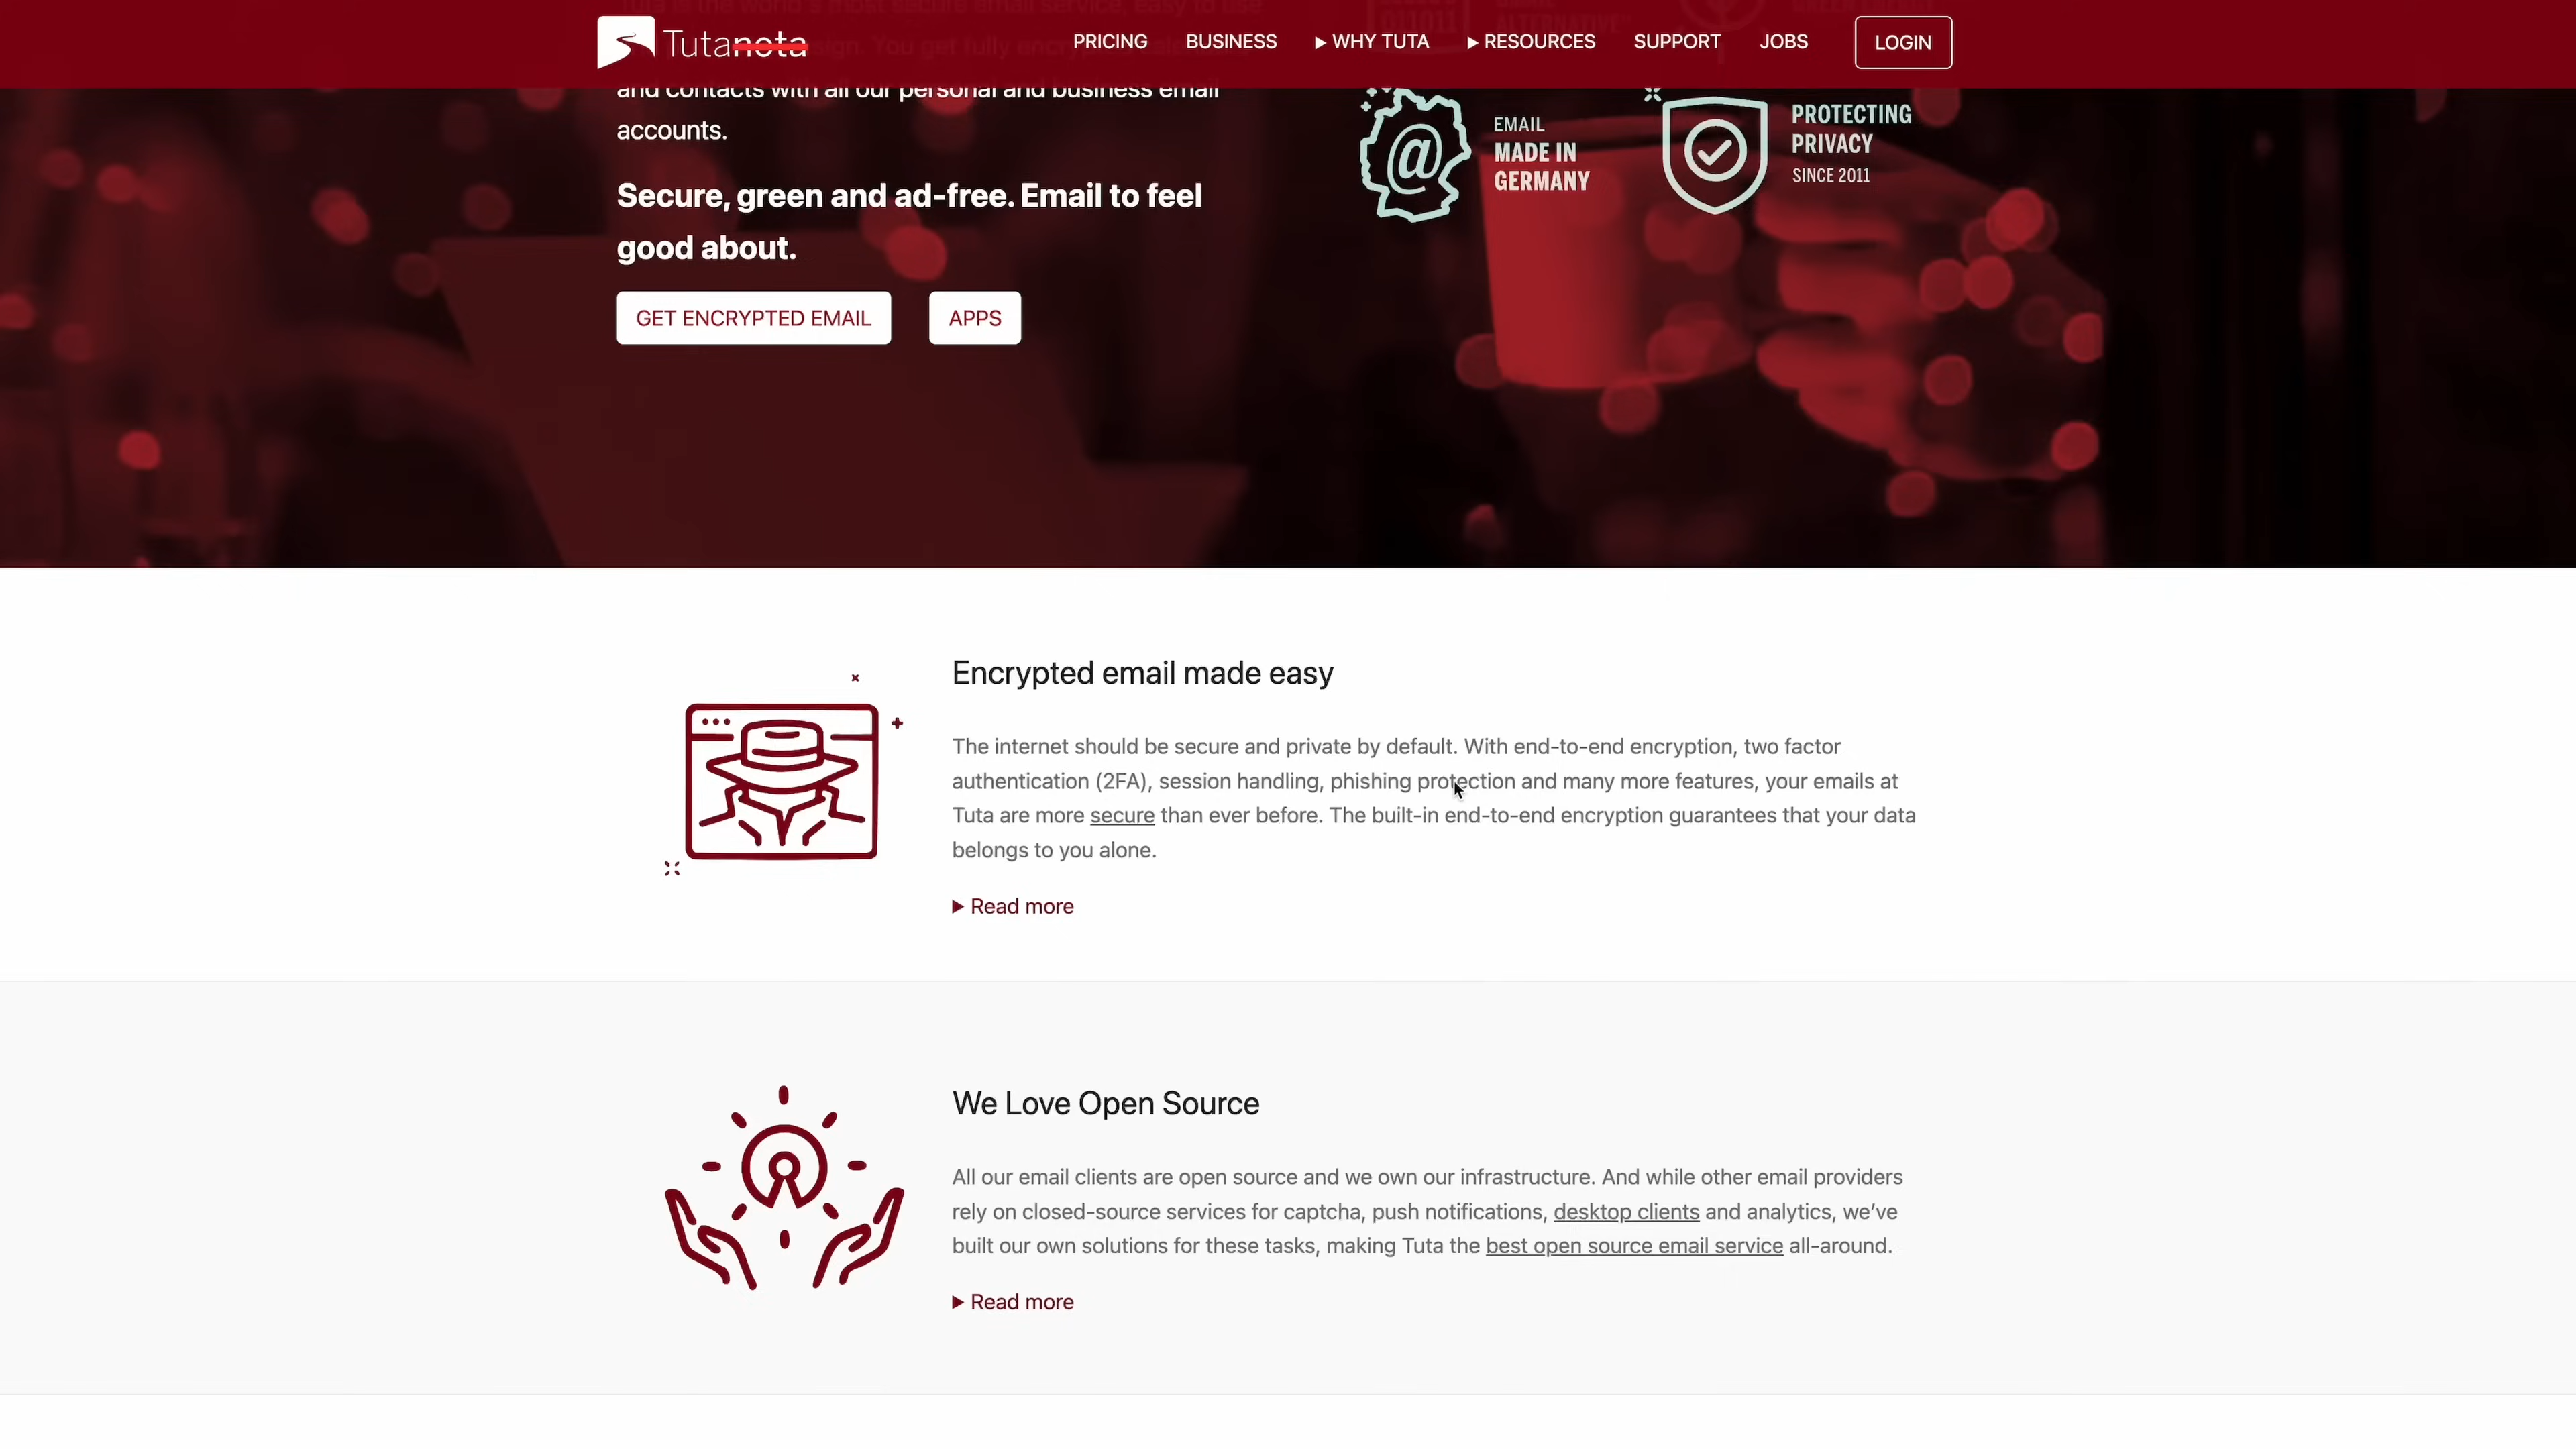 Tutanota
PRICING
BUSINESS
▶ WHY TUTA
▶ RESOURCES
SUPPORT
JOBS
LOGIN
and contacts with all our personal and business email
accounts.
Secure, green and ad-free. Email to feel
good about.
GET ENCRYPTED EMAIL
APPS
EMAIL
MADE IN
GERMANY
PROTECTING
PRIVACY
SINCE 2011
Encrypted email made easy
The internet should be secure and private by default. With end-to-end encryption, two factor
authentication (2FA), session handling, phishing protection and many more features, your emails at
Tuta are more secure than ever before. The built-in end-to-end encryption guarantees that your data
belongs to you alone.
▶ Read more
We Love Open Source
All our email clients are open source and we own our infrastructure. And while other email providers
rely on closed-source services for captcha, push notifications, desktop clients and analytics, we've
built our own solutions for these tasks, making Tuta the best open source email service all-around.
▶ Read more